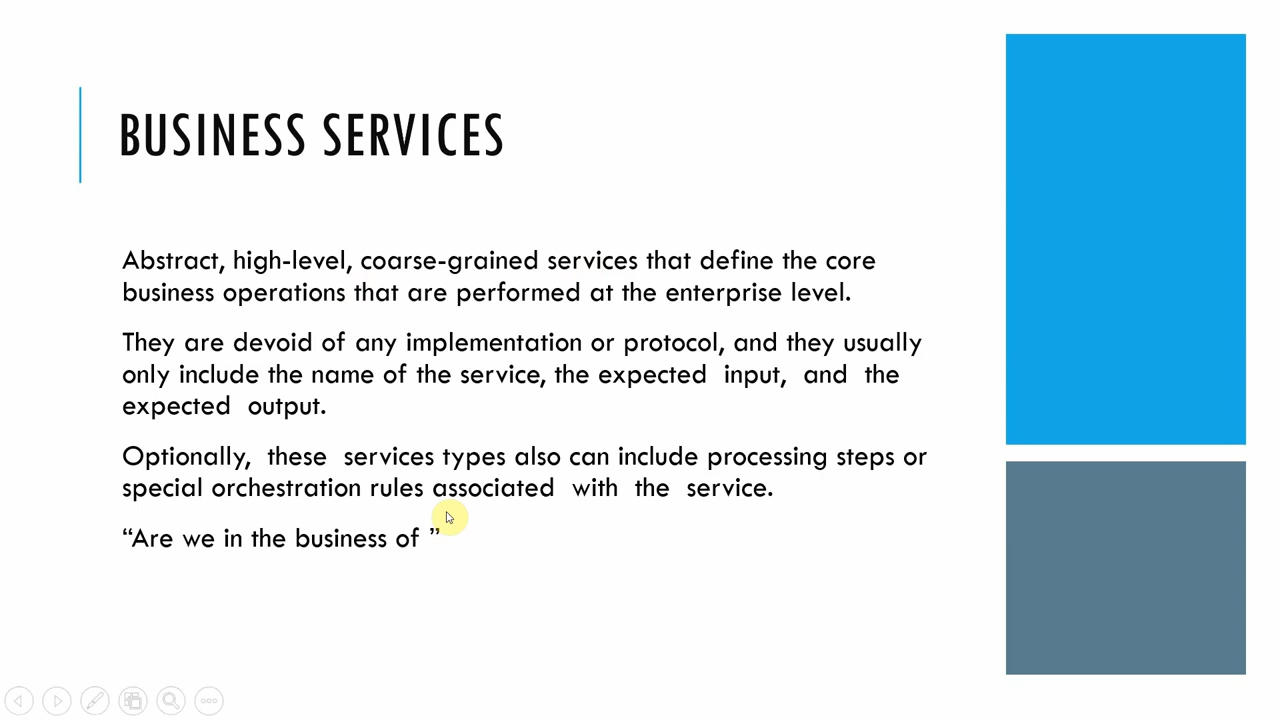 BUSINESS SERVICES
Abstract, high-level, coarse-grained services that define the core
business operations that are performed at the enterprise level.
They are devoid of any implementation or protocol, and they usually
only include the name of the service, the expected input, and the
expected output.
Optionally, these services types also can include processing steps or
special orchestration rules associated with the service.
“Are we in the business of ”